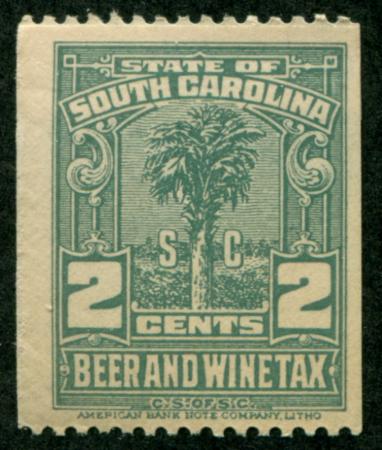 STATE OF
SOUTH CAROLINA
S C
2 2
CENTS
BEER AND WINE TAX
C.S. OF S.C.
AMERICAN BANK NOTE COMPANY, LITHO